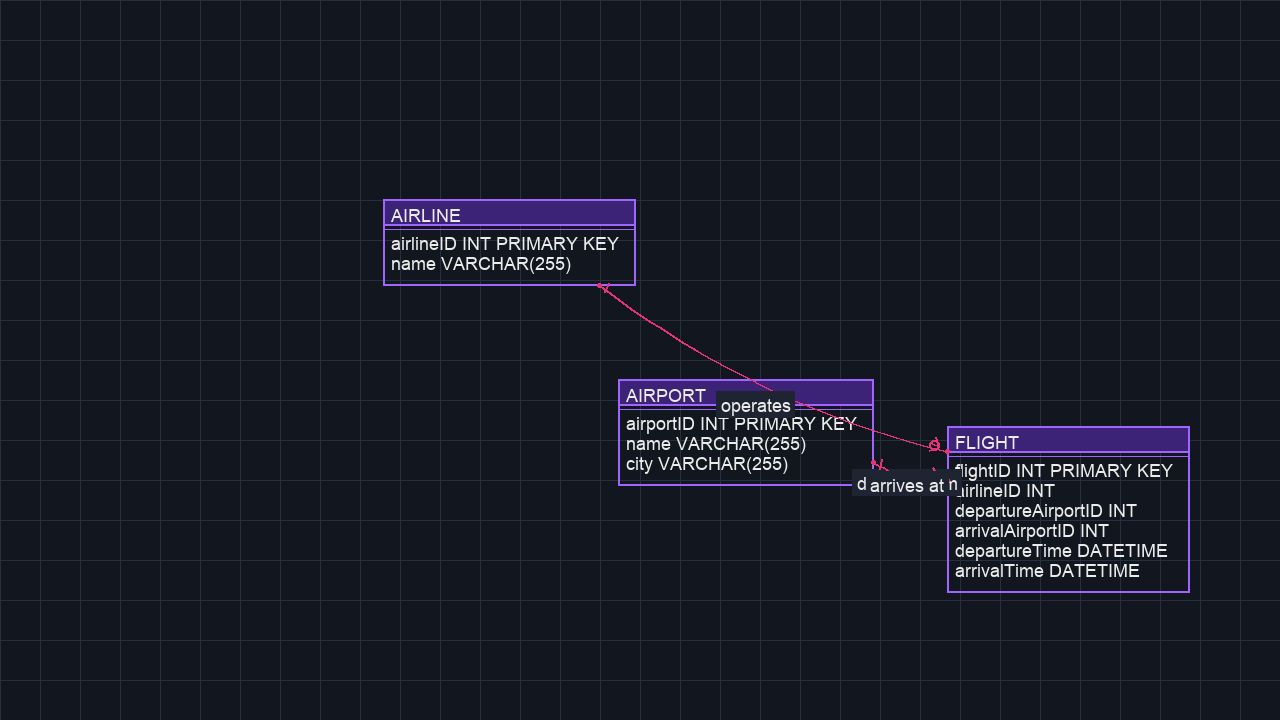 AIRLINE
airlineID INT PRIMARY KEY
name VARCHAR(255)
AIRPORT
operates
airportID INT PRIMARY KEY
name VARCHAR(255)
city VARCHAR(255)
arrives at
FLIGHT
flightID INT PRIMARY KEY
airlineID INT
departureAirportID INT
arrivalAirportID INT
departureTime DATETIME
arrivalTime DATETIME